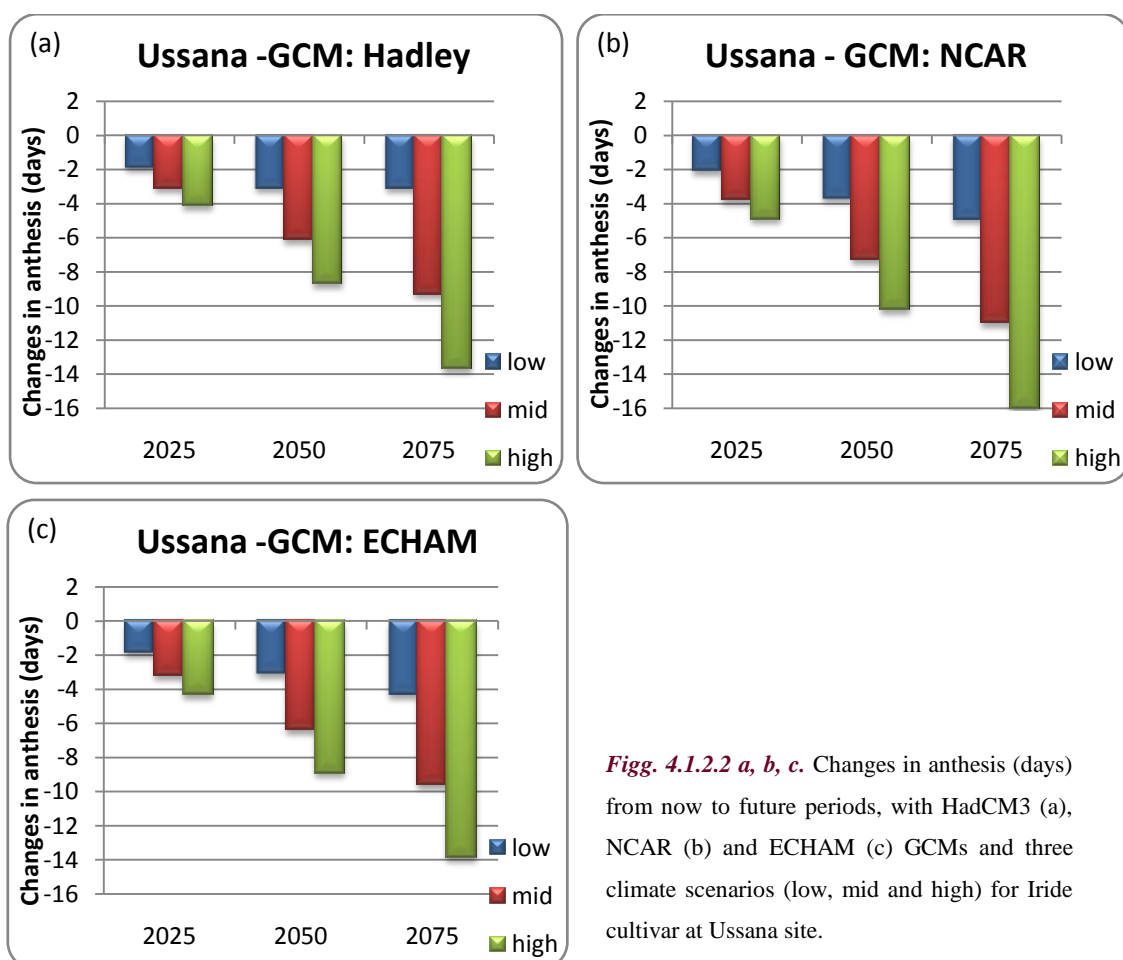 (a)
Ussana -GCM: Hadley
Changes in anthesis (days)
2
0
-2
-4
-6
-8
-10
-12
-14
-16
2025 2050 2075
low
mid
high
(b)
Ussana - GCM: NCAR
Changes in anthesis (days)
2
0
-2
-4
-6
-8
-10
-12
-14
-16
2025 2050 2075
low
mid
high
(c)
Ussana -GCM: ECHAM
Changes in anthesis (days)
2
0
-2
-4
-6
-8
-10
-12
-14
-16
2025 2050 2075
low
mid
high
Figg. 4.1.2.2 a, b, c. Changes in anthesis (days)
from now to future periods, with HadCM3 (a),
NCAR (b) and ECHAM (c) GCMs and three
climate scenarios (low, mid and high) for Iride
cultivar at Ussana site.